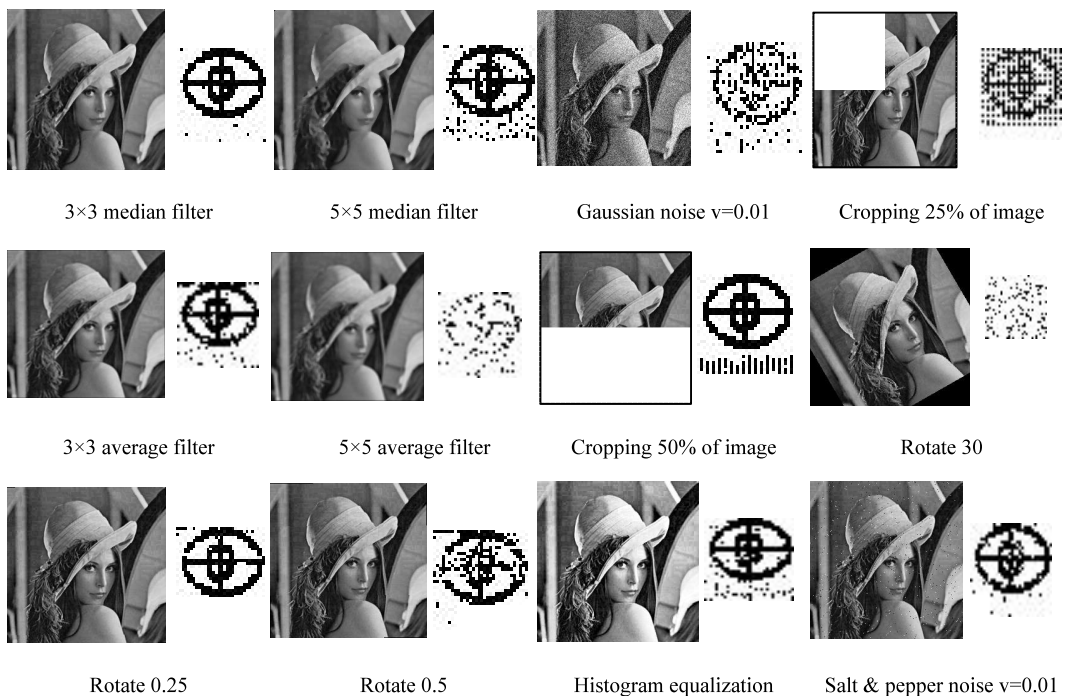 3×3 median filter
5×5 median filter
Gaussian noise v=0.01
Cropping 25% of image
3×3 average filter
5×5 average filter
Cropping 50% of image
Rotate 30
Rotate 0.25
Rotate 0.5
Histogram equalization
Salt & pepper noise v=0.01